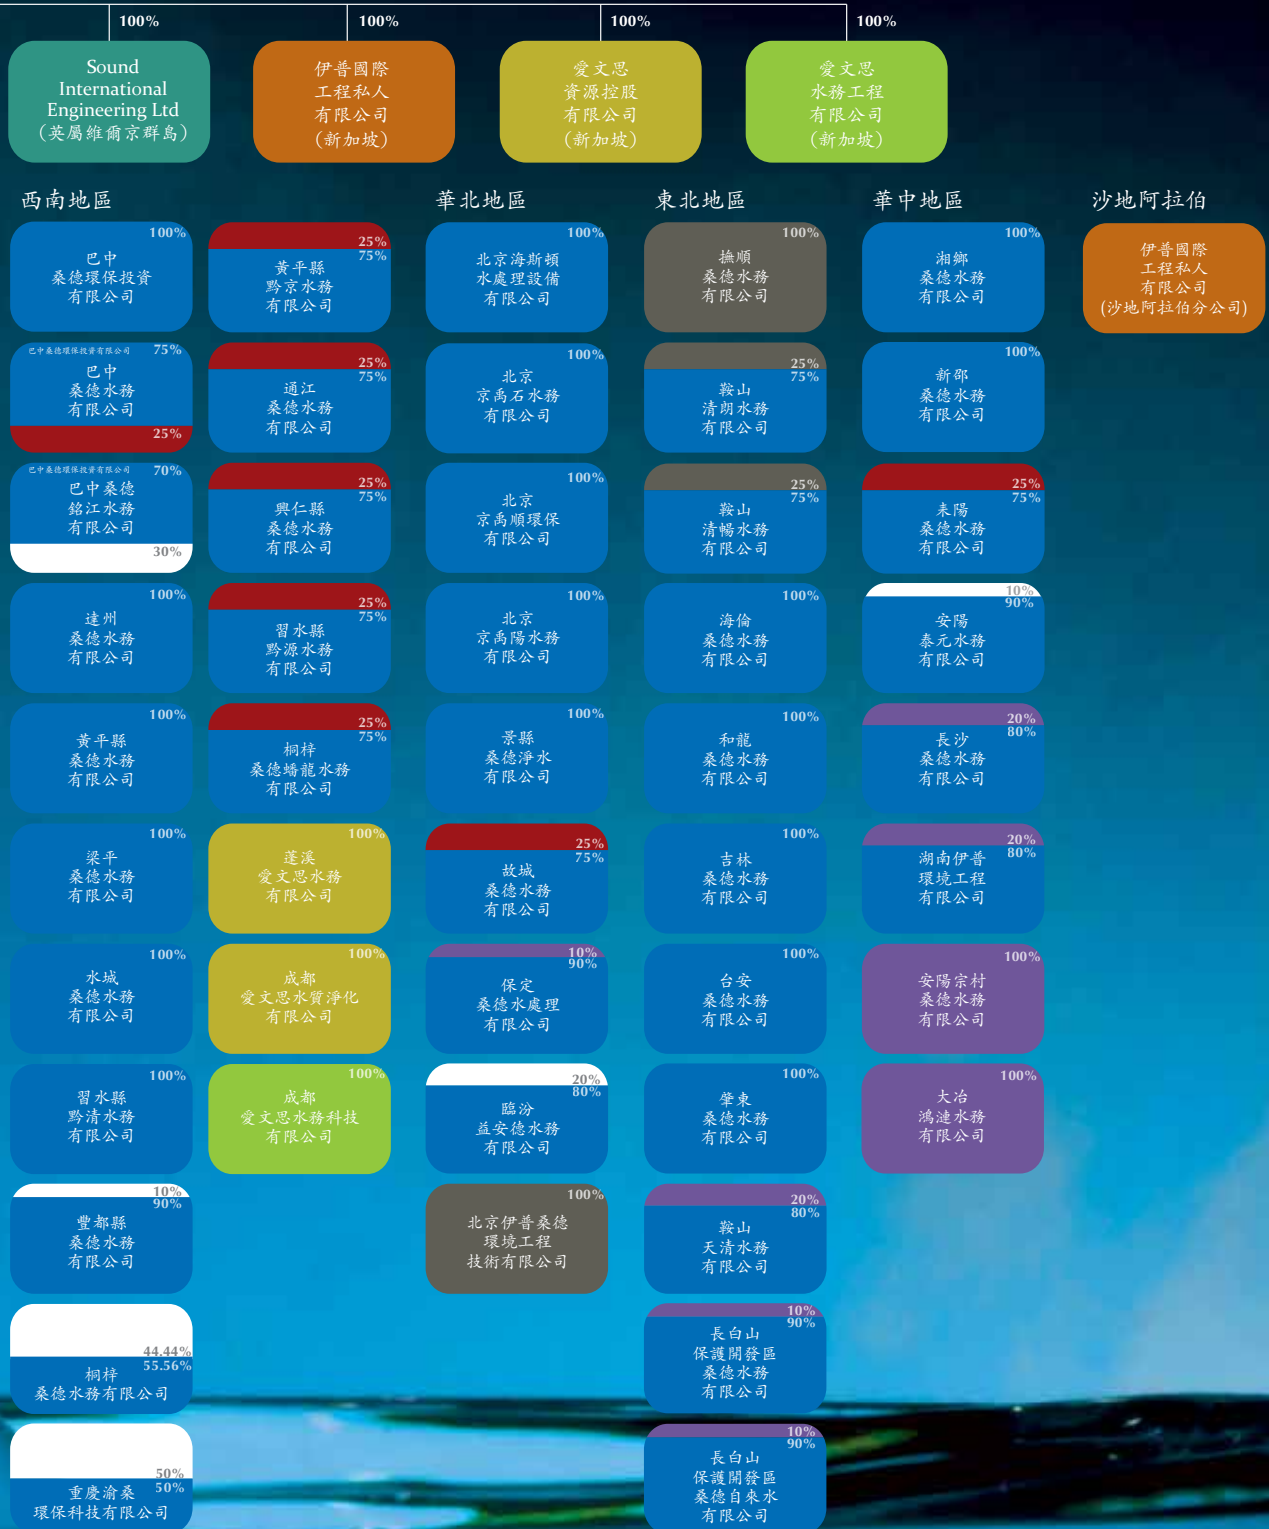 100%
100%
100%
100%
Sound
International
Engineering Ltd
(英屬維爾京群島)
伊普國際
工程私人
有限公司
(新加坡)
愛文思
資源控股
有限公司
(新加坡)
愛文思
水務工程
有限公司
(新加坡)
西南地區
100%
巴中
桑德環保投資
有限公司
巴中桑德環保投資有限公司 75%
巴中
桑德水務
有限公司
25%
巴中桑德環保投資有限公司 70%
巴中桑德
銘江水務
有限公司
30%
100%
達州
桑德水務
有限公司
100%
黃平縣
桑德水務
有限公司
100%
梁平
桑德水務
有限公司
100%
水城
桑德水務
有限公司
100%
習水縣
黔清水務
有限公司
10%
90%
豐都縣
桑德水務
有限公司
44.44%
55.56%
桐梓
桑德水務有限公司
50%
50%
重慶渝桑
環保科技有限公司
25%
75%
黃平縣
黔京水務
有限公司
25%
75%
通江
桑德水務
有限公司
25%
75%
興仁縣
桑德水務
有限公司
25%
75%
習水縣
黔源水務
有限公司
25%
75%
桐梓
桑德蟠龍水務
有限公司
100%
蓬溪
愛文思水務
有限公司
100%
成都
愛文思水質淨化
有限公司
100%
成都
愛文思水務科技
有限公司
華北地區
100%
北京海斯頓
水處理設備
有限公司
100%
北京
京禹石水務
有限公司
100%
北京
京禹順環保
有限公司
100%
北京
京禹陽水務
有限公司
100%
景縣
桑德淨水
有限公司
25%
75%
故城
桑德水務
有限公司
10%
90%
保定
桑德水處理
有限公司
20%
80%
臨汾
益安德水務
有限公司
100%
北京伊普桑德
環境工程
技術有限公司
東北地區
100%
撫順
桑德水務
有限公司
25%
75%
鞍山
清朗水務
有限公司
25%
75%
鞍山
清暢水務
有限公司
100%
海倫
桑德水務
有限公司
100%
和龍
桑德水務
有限公司
100%
吉林
桑德水務
有限公司
100%
台安
桑德水務
有限公司
100%
肇東
桑德水務
有限公司
20%
80%
鞍山
天清水務
有限公司
10%
90%
長白山
保護開發區
桑德水務
有限公司
10%
90%
長白山
保護開發區
桑德自來水
有限公司
華中地區
100%
湘鄉
桑德水務
有限公司
100%
新邵
桑德水務
有限公司
25%
75%
耒陽
桑德水務
有限公司
10%
90%
安陽
泰元水務
有限公司
20%
80%
長沙
桑德水務
有限公司
20%
80%
湖南伊普
環境工程
有限公司
100%
安陽宗村
桑德水務
有限公司
100%
大冶
鴻漣水務
有限公司
沙地阿拉伯
伊普國際
工程私人
有限公司
(沙地阿拉伯分公司)